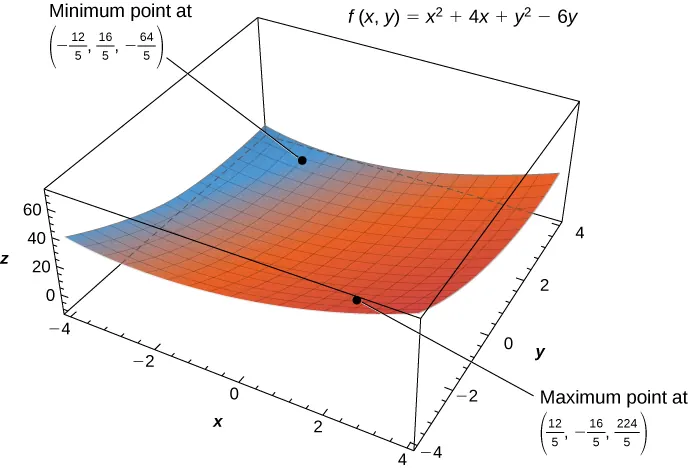 Minimum point at
(−12/5, 16/5, −64/5)
f (x, y) = x² + 4x + y² − 6y
60
40
z
20
0
−4
−2
0
x
2
4
−4
−2
0
y
2
4
Maximum point at
(12/5, −16/5, 224/5)